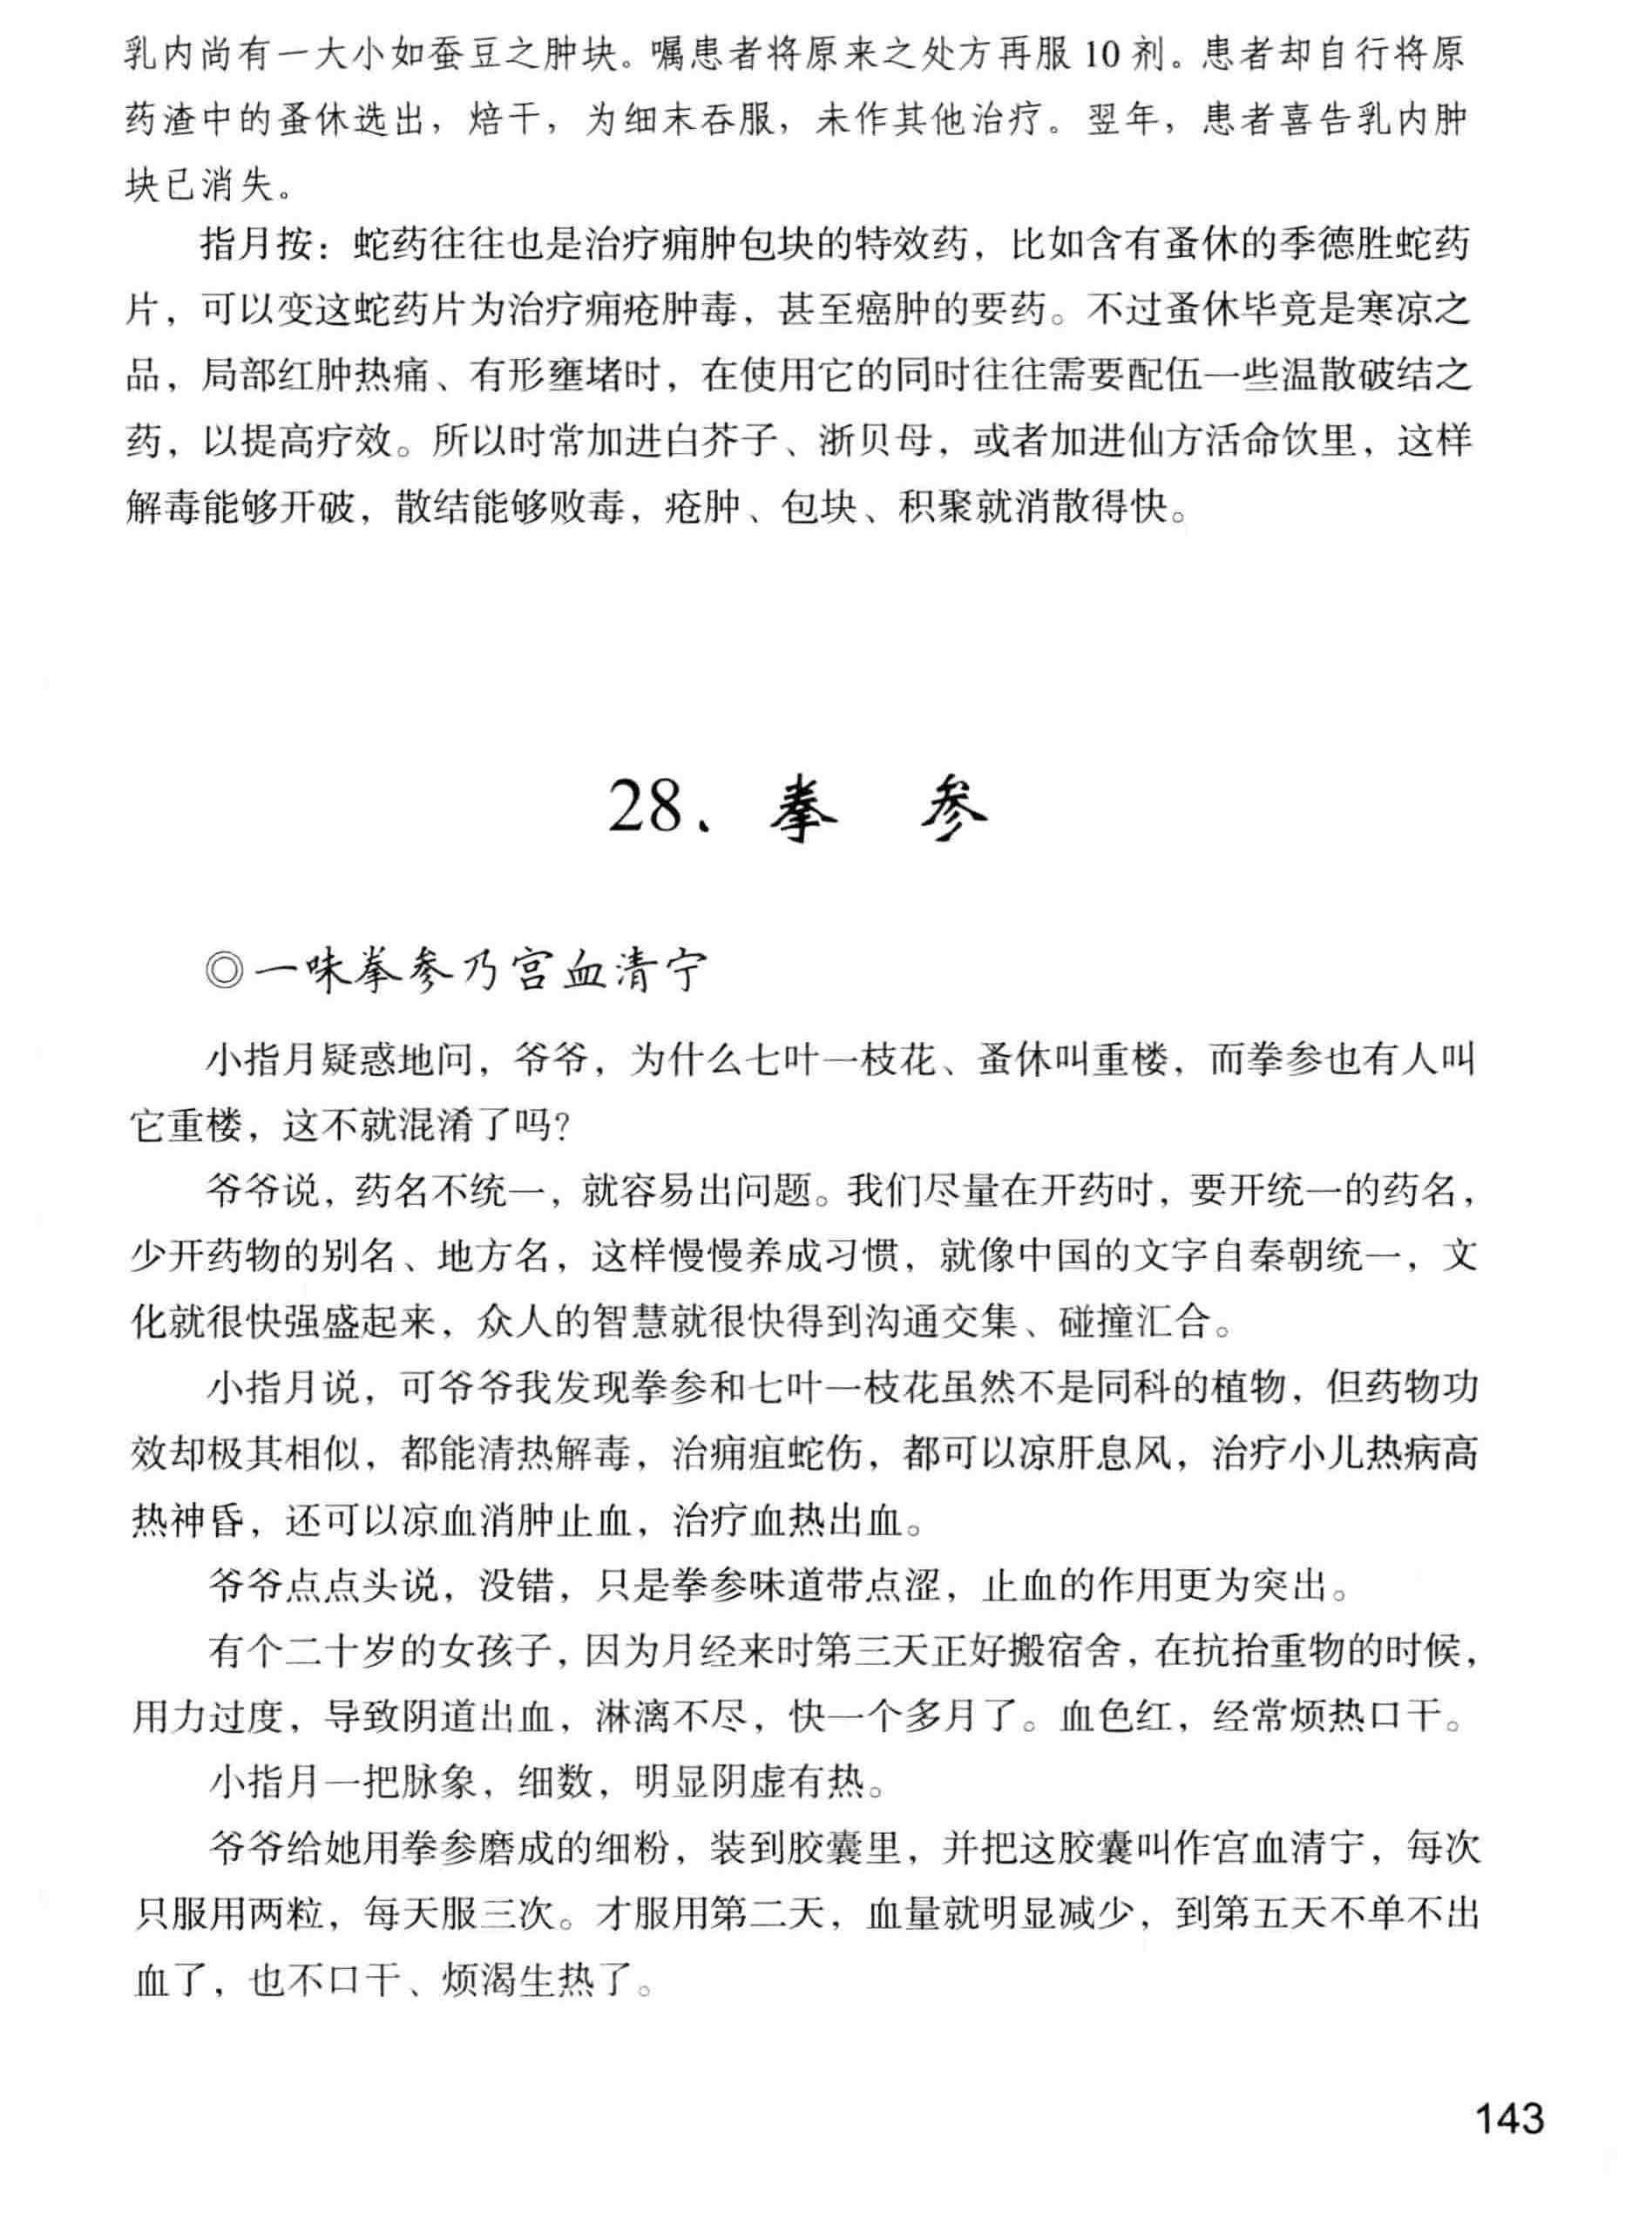 乳内尚有一大小如蚕豆之肿块。嘱患者将原来之处方再服10剂。患者却自行将原
药渣中的蚤休选出，焙干，为细末吞服，未作其他治疗。翌年，患者喜告乳内肿
块已消失。
指月按：蛇药往往也是治疗痈肿包块的特效药，比如含有蚤休的季德胜蛇药
片，可以变这蛇药片为治疗痈疮肿毒，甚至癌肿的要药。不过蚤休毕竟是寒凉之
品，局部红肿热痛、有形壅堵时，在使用它的同时往往需要配伍一些温散破结之
药，以提高疗效。所以时常加进白芥子、浙贝母，或者加进仙方活命饮里，这样
解毒能够开破，散结能够败毒，疮肿、包块、积聚就消散得快。
28、拳 参
◎一味拳参乃宫血清宁
小指月疑惑地问，爷爷，为什么七叶一枝花、蚤休叫重楼，而拳参也有人叫
它重楼，这不就混淆了吗？
爷爷说，药名不统一，就容易出问题。我们尽量在开药时，要开统一的药名，
少开药物的别名、地方名，这样慢慢养成习惯，就像中国的文字自秦朝统一，文
化就很快强盛起来，众人的智慧就很快得到沟通交集、碰撞汇合。
小指月说，可爷爷我发现拳参和七叶一枝花虽然不是同科的植物，但药物功
效却极其相似，都能清热解毒，治痈疽蛇伤，都可以凉肝息风，治疗小儿热病高
热神昏，还可以凉血消肿止血，治疗血热出血。
爷爷点点头说，没错，只是拳参味道带点涩，止血的作用更为突出。
有个二十岁的女孩子，因为月经来时第三天正好搬宿舍，在抗抬重物的时候，
用力过度，导致阴道出血，淋漓不尽，快一个多月了。血色红，经常烦热口干。
小指月一把脉象，细数，明显阴虚有热。
爷爷给她用拳参磨成的细粉，装到胶囊里，并把这胶囊叫作宫血清宁，每次
只服用两粒，每天服三次。才服用第二天，血量就明显减少，到第五天不单不出
血了，也不口干、烦渴生热了。
143